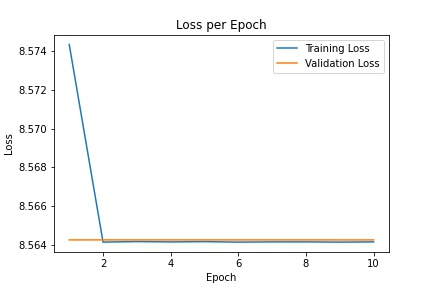 Loss per Epoch
8.574
8.572
8.570
8.568
8.566
8.564
Loss
Training Loss
Validation Loss
2 4 6 8 10
Epoch